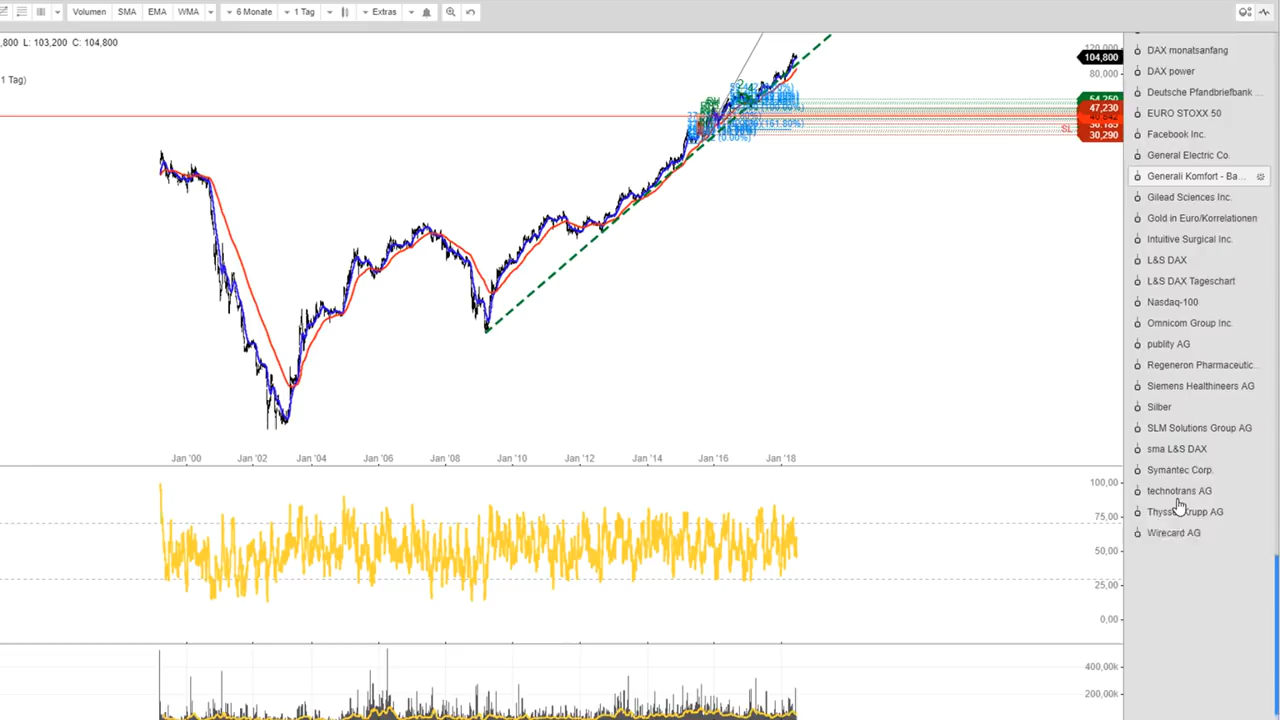 Volumen SMA EMA WMA 6 Monate 1 Tag Extras
,800 L: 103,200 C: 104,800
1 Tag)
120,000
104,800
80,000
54,250
47,230
30,290
SL
(0.00%)
Jan '00 Jan '02 Jan '04 Jan '06 Jan '08 Jan '10 Jan '12 Jan '14 Jan '16 Jan '18
100,00
75,00
50,00
25,00
0,00
400,00k
200,00k
DAX monatsanfang
DAX power
Deutsche Pfandbriefbank ...
EURO STOXX 50
Facebook Inc.
General Electric Co.
Generali Komfort - Ba...
Gilead Sciences Inc.
Gold in Euro/Korrelationen
Intuitive Surgical Inc.
L&S DAX
L&S DAX Tageschart
Nasdaq-100
Omnicom Group Inc.
publity AG
Regeneron Pharmaceutic...
Siemens Healthineers AG
Silber
SLM Solutions Group AG
sma L&S DAX
Symantec Corp.
technotrans AG
Wirecard AG